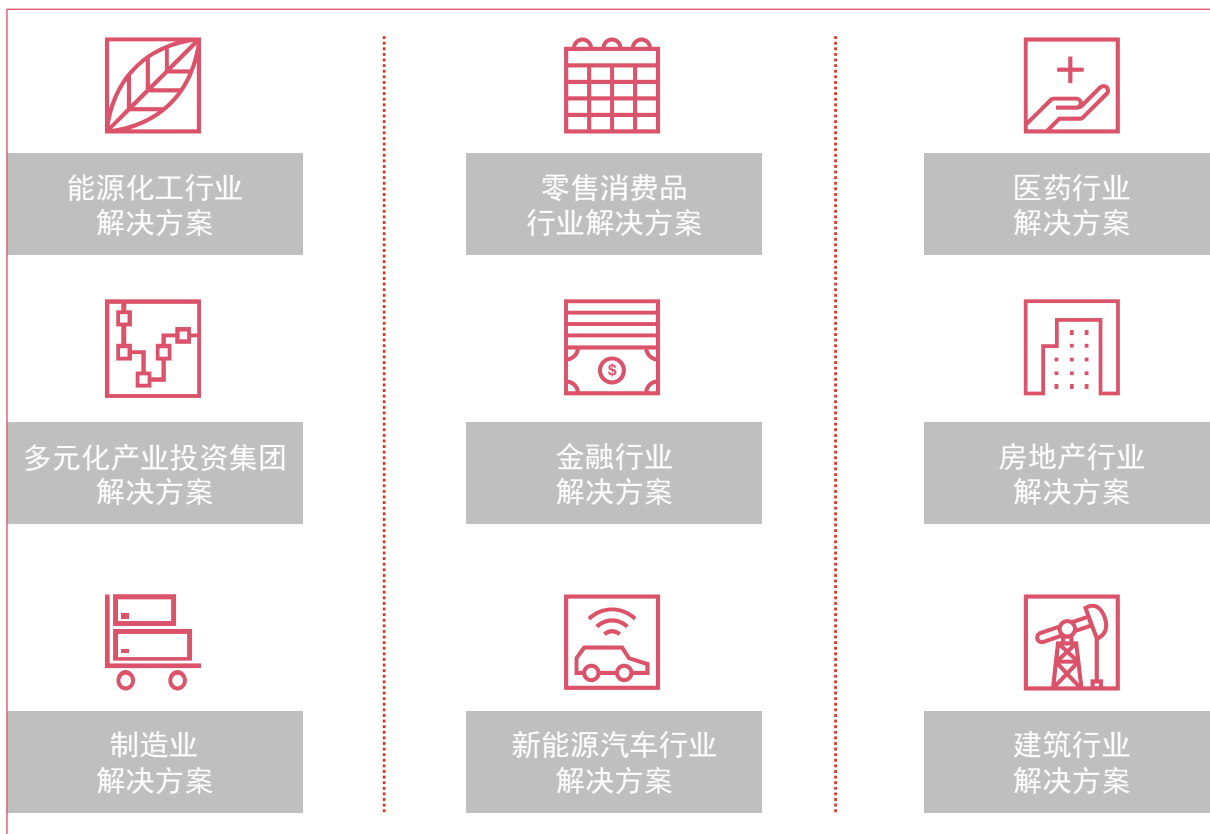 能源化工行业
解决方案
零售消费品
行业解决方案
医药行业
解决方案
多元化产业投资集团
解决方案
$
金融行业
解决方案
房地产行业
解决方案
制造业
解决方案
新能源汽车行业
解决方案
建筑行业
解决方案